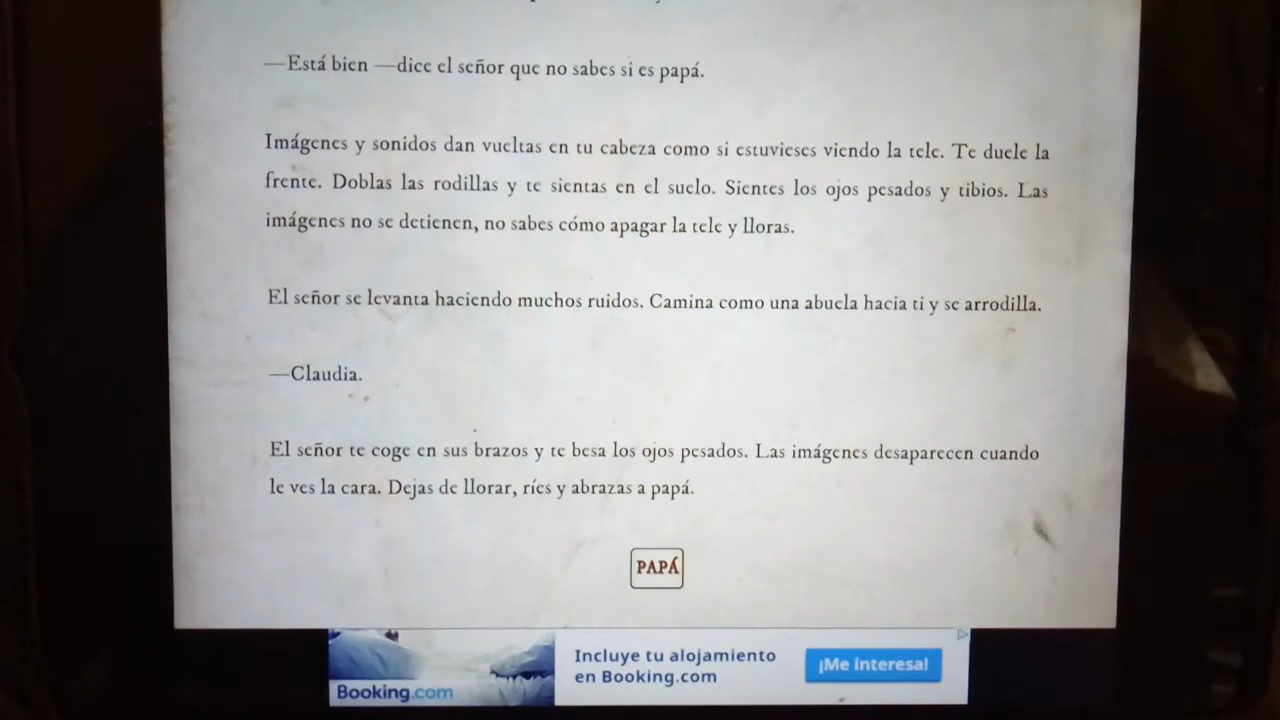 —Está bien —dice el señor que no sabes si es papá.
Imágenes y sonidos dan vueltas en tu cabeza como si estuvieses viendo la tele. Te duele la
frente. Doblas las rodillas y te sientas en el suelo. Sientes los ojos pesados y tibios. Las
imágenes no se detienen, no sabes cómo apagar la tele y lloras.
El señor se levanta haciendo muchos ruidos. Camina como una abuela hacia ti y se arrodilla.
—Claudia.
El señor te coge en sus brazos y te besa los ojos pesados. Las imágenes desaparecen cuando
le ves la cara. Dejas de llorar, ríes y abrazas a papá.
PAPÁ
Incluye tu alojamiento
en Booking.com
¡Me interesa!
Booking.com